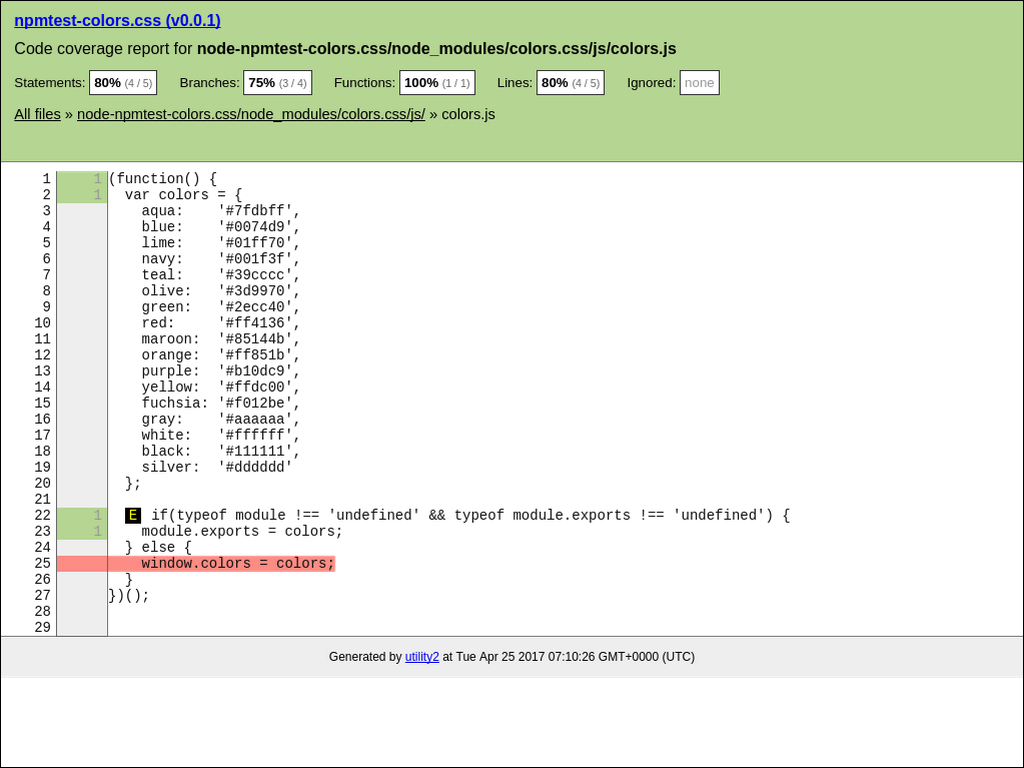 npmtest-colors.css (v0.0.1)
Code coverage report for node-npmtest-colors.css/node_modules/colors.css/js/colors.js
Statements: 80% (4 / 5) Branches: 75% (3 / 4) Functions: 100% (1 / 1) Lines: 80% (4 / 5) Ignored: none
All files » node-npmtest-colors.css/node_modules/colors.css/js/ » colors.js
1 1 (function() {
2 1 var colors = {
3 aqua: '#7fdbff',
4 blue: '#0074d9',
5 lime: '#01ff70',
6 navy: '#001f3f',
7 teal: '#39cccc',
8 olive: '#3d9970',
9 green: '#2ecc40',
10 red: '#ff4136',
11 maroon: '#85144b',
12 orange: '#ff851b',
13 purple: '#b10dc9',
14 yellow: '#ffdc00',
15 fuchsia: '#f012be',
16 gray: '#aaaaaa',
17 white: '#ffffff',
18 black: '#111111',
19 silver: '#dddddd'
20 };
21
22 1 E if(typeof module !== 'undefined' && typeof module.exports !== 'undefined') {
23 1 module.exports = colors;
24 } else {
25 window.colors = colors;
26 }
27 })();
28
29
Generated by utility2 at Tue Apr 25 2017 07:10:26 GMT+0000 (UTC)